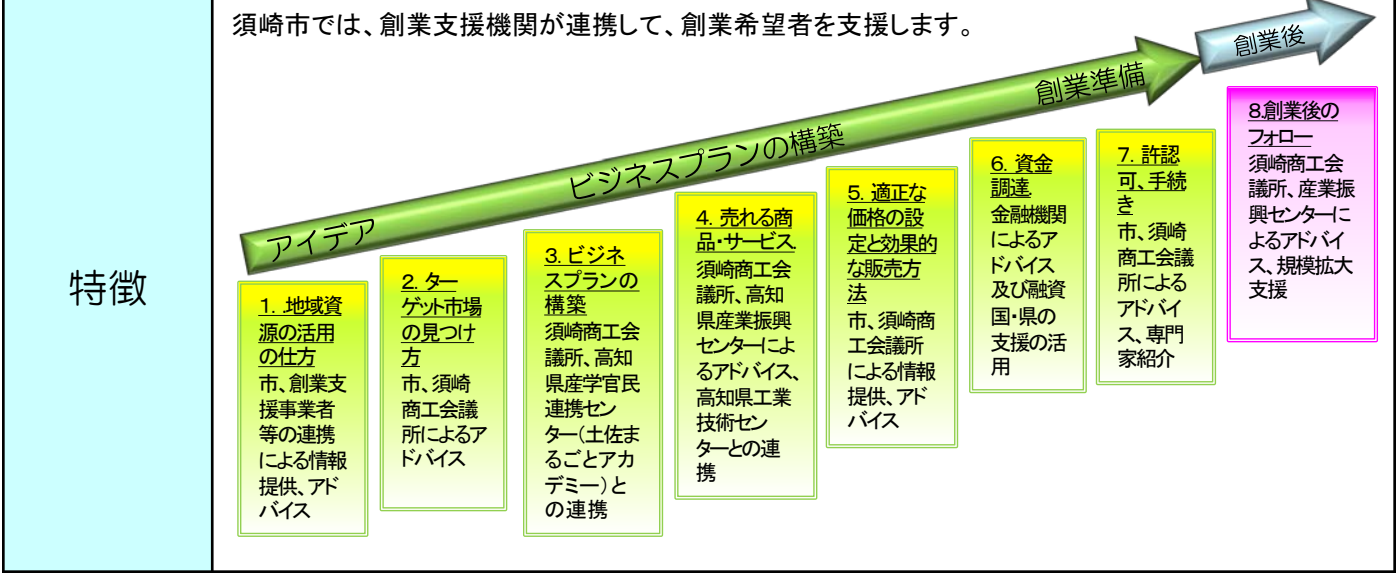 特徴
須崎市では、創業支援機関が連携して、創業希望者を支援します。
アイデア
ビジネスプランの構築
創業準備
創業後
1. 地域資
源の活用
の仕方
市、創業支
援事業者
等の連携
による情報
提供、アド
バイス
2. ター
ゲット市場
の見つけ
方
市、須崎
商工会議
所によるア
ドバイス
3. ビジネ
スプランの
構築
須崎商工会
議所、高知
県産学官民
連携セン
ター（土佐ま
るごとアカ
デミー）と
の連携
4. 売れる商
品・サービス
須崎商工会
議所、高知
県産業振興
センターによ
るアドバイス、
高知県工業
技術セン
ターとの連
携
5. 適正な
価格の設
定と効果的
な販売方
法
市、須崎商
工会議所
による情報
提供、アド
バイス
6. 資金
調達
金融機関
によるア
ドバイス
及び融資
国・県の
支援の活
用
7. 許認
可、手続
き
市、須崎
商工会議
所による
アドバイ
ス、専門
家紹介
8.創業後の
フォロー
須崎商工会
議所、産業振
興センターに
よるアドバイ
ス、規模拡大
支援